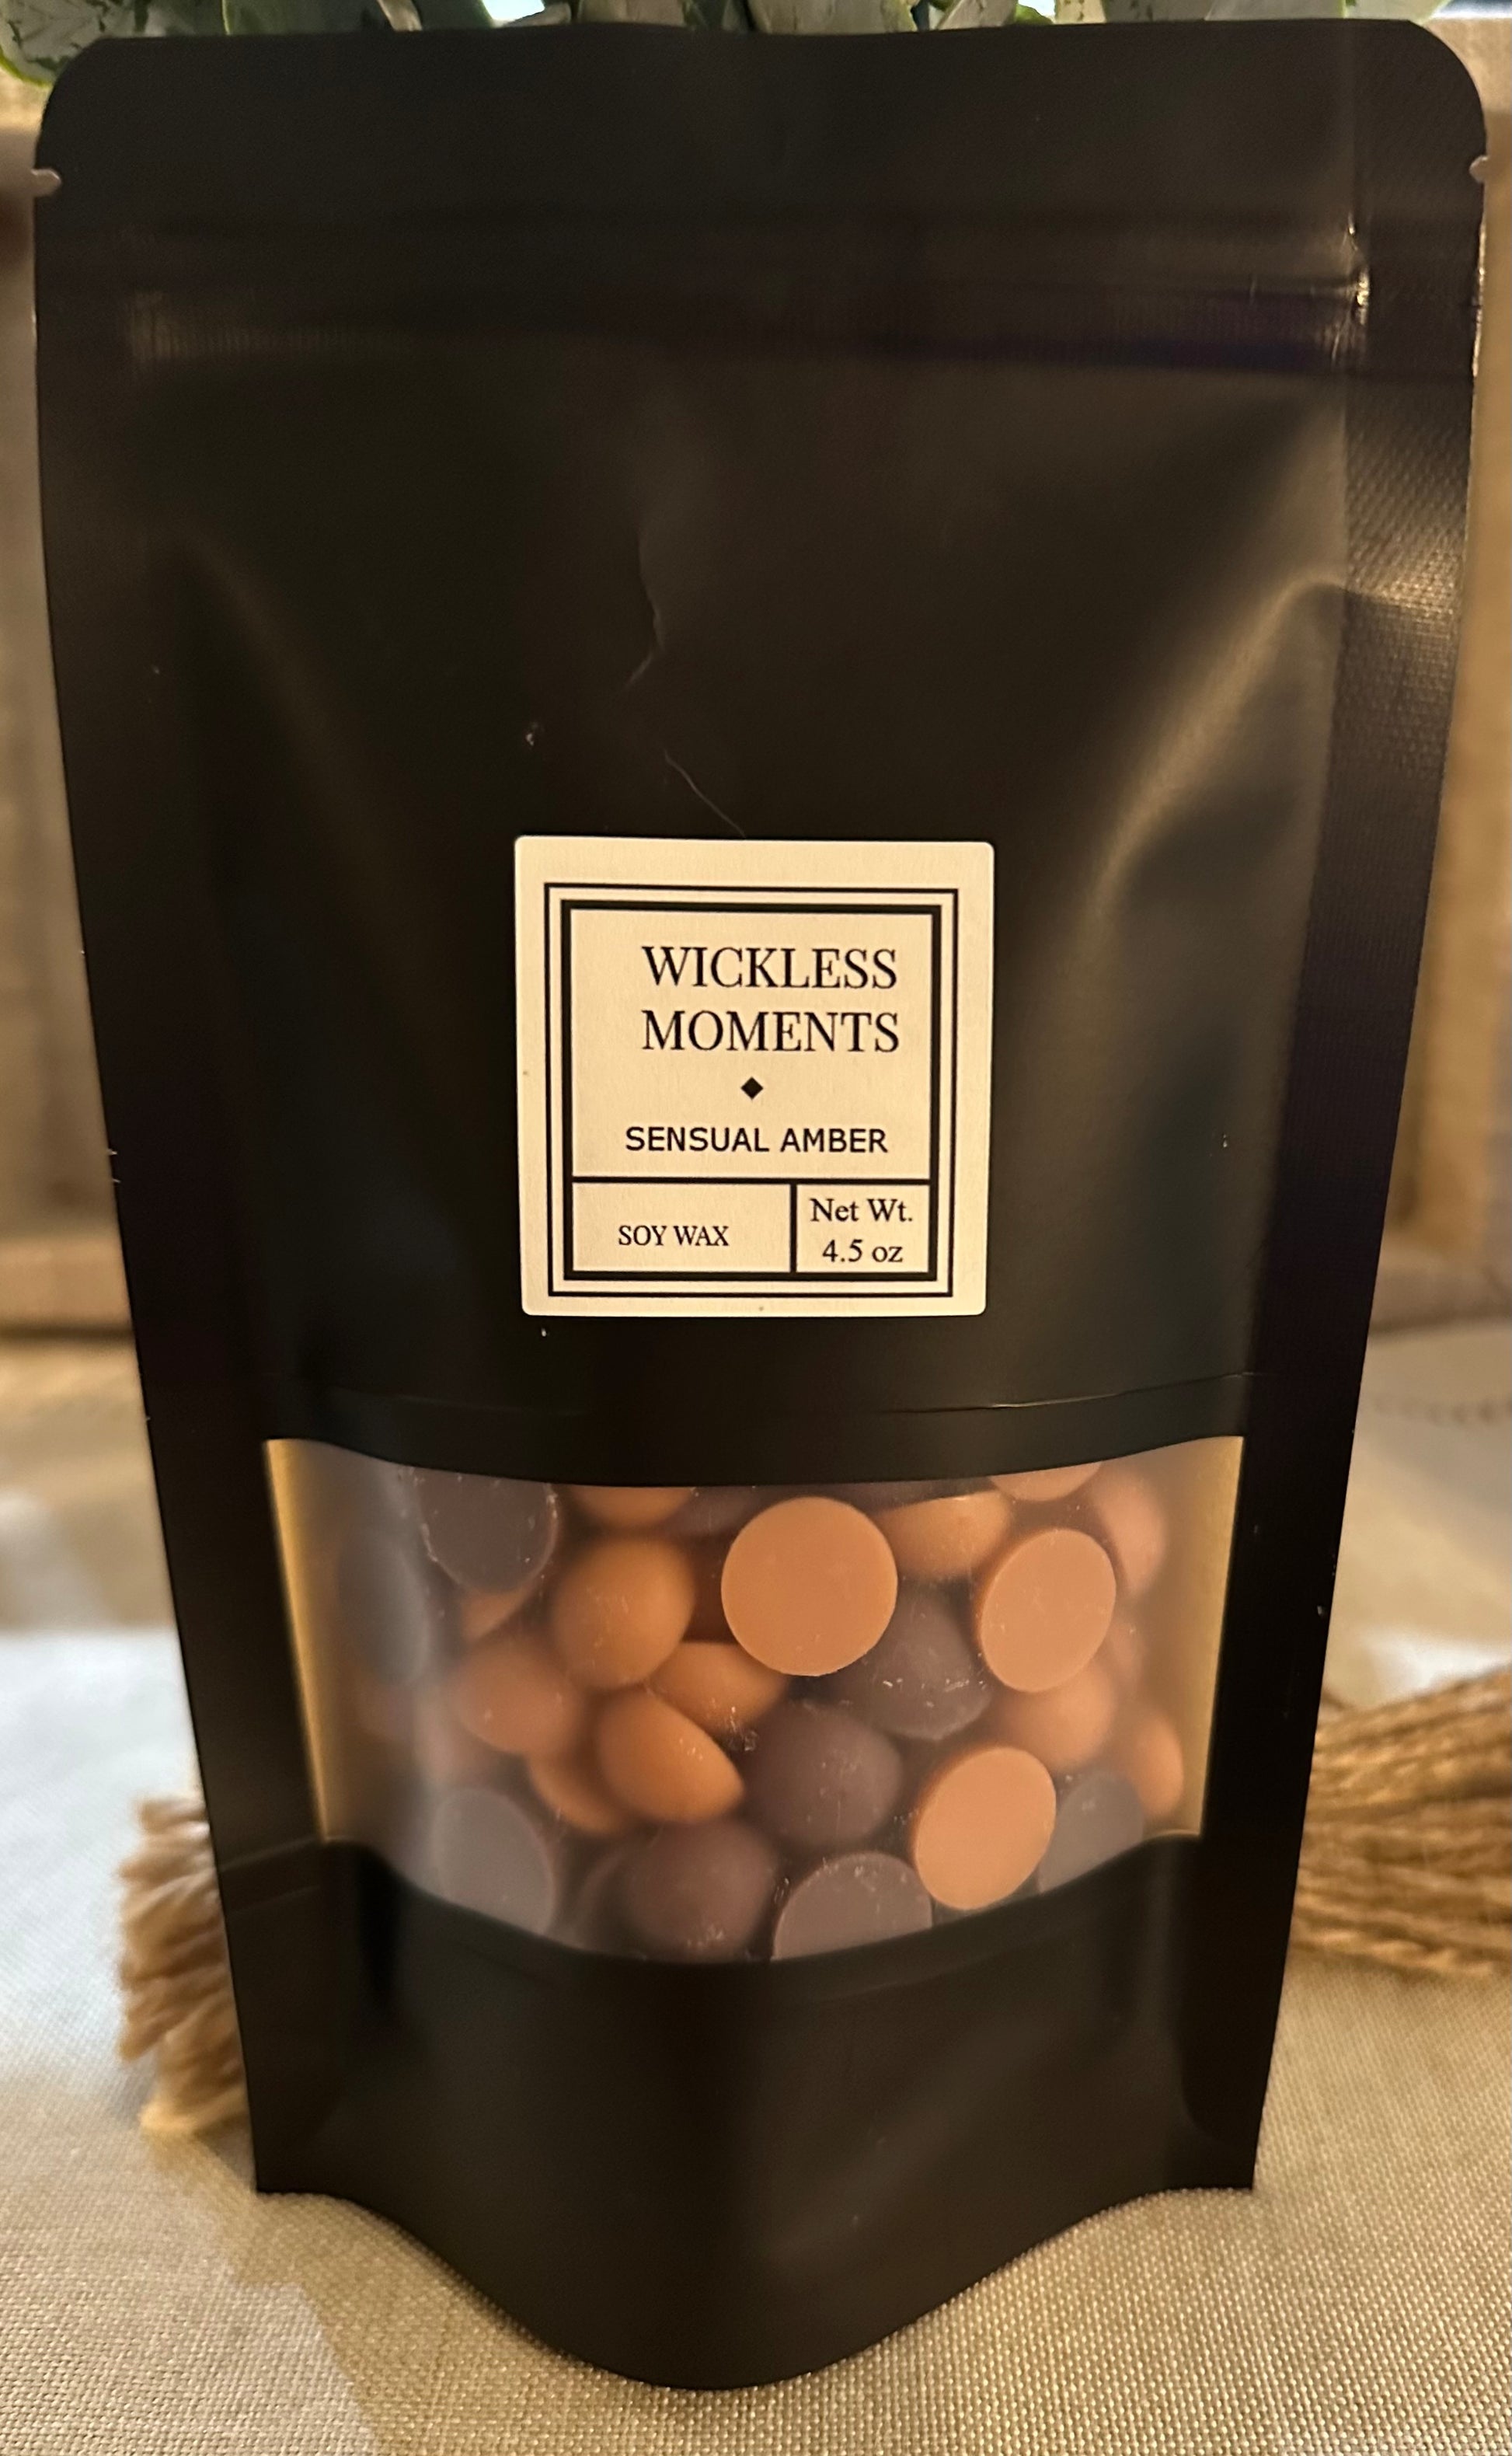 WICKLESS
MOMENTS
SENSUAL AMBER
SOY WAX
Net Wt.
4.5 oz